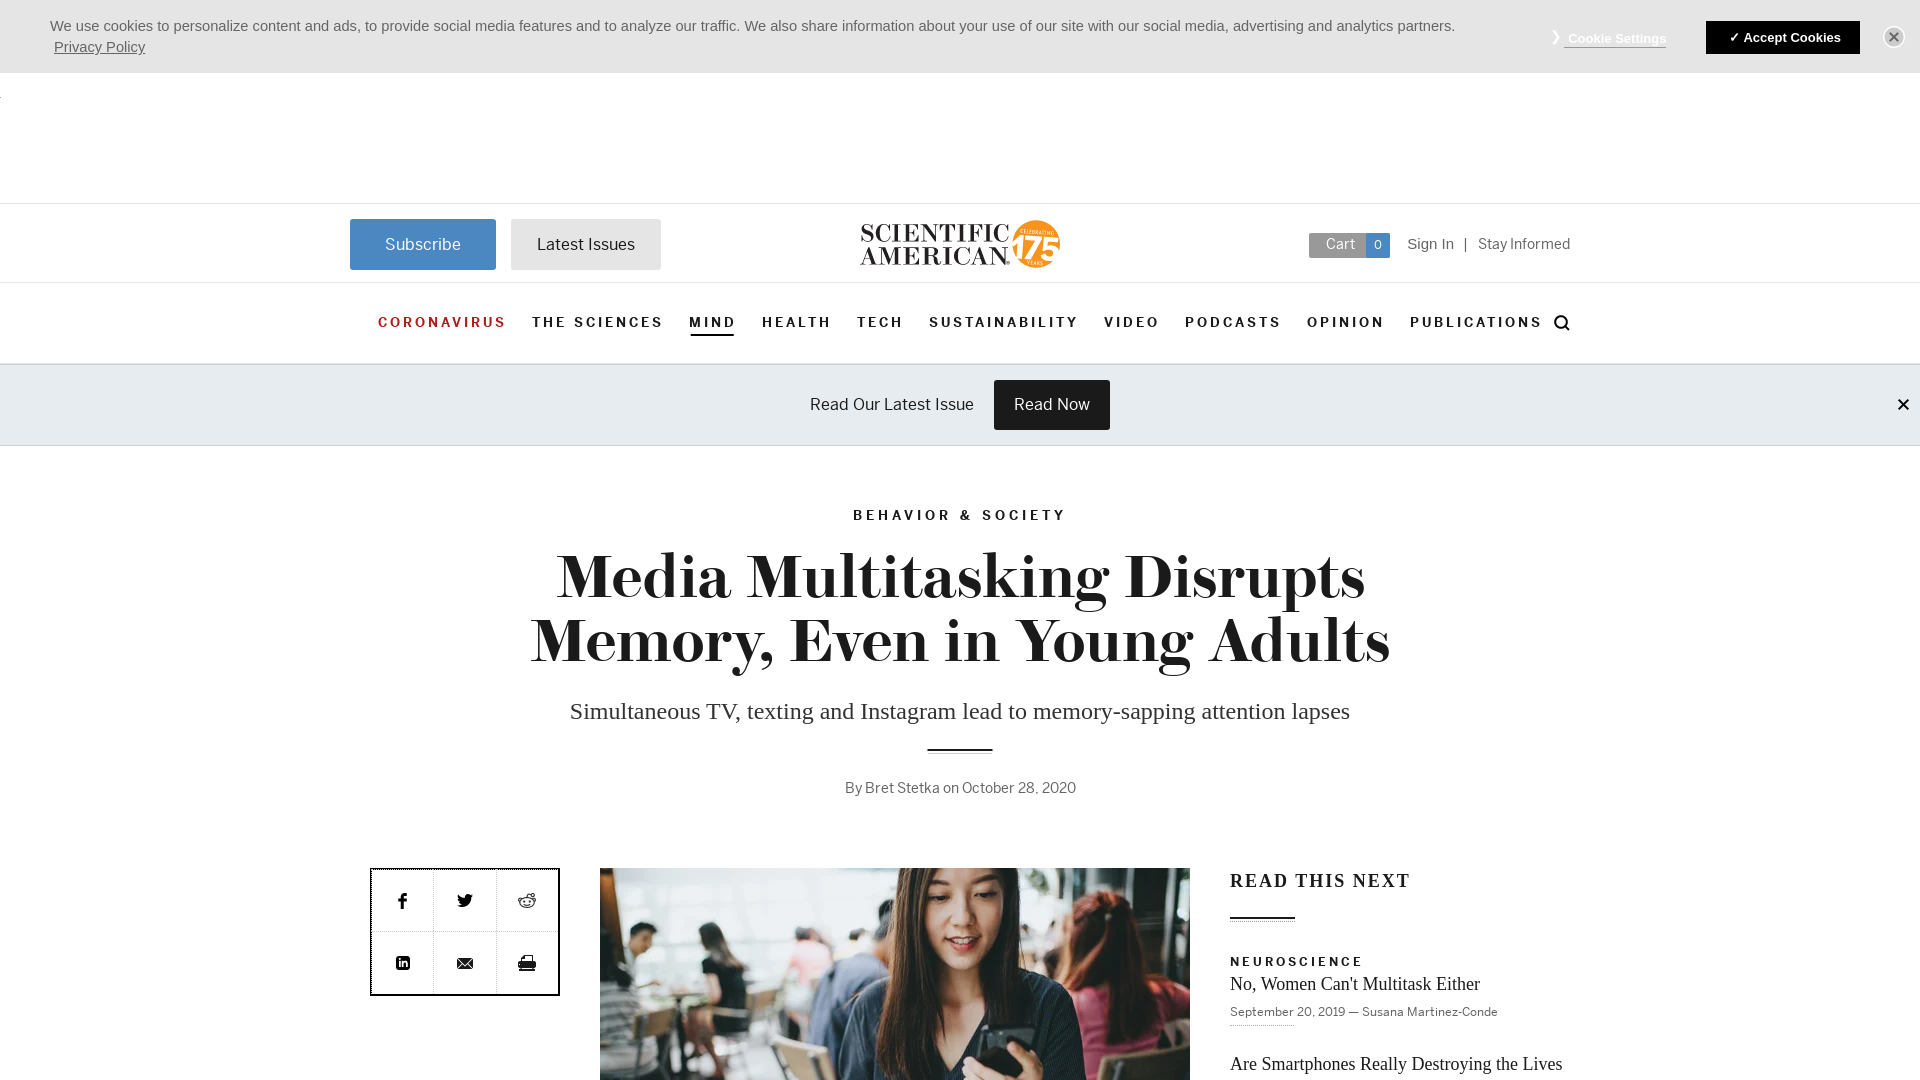 We use cookies to personalize content and ads, to provide social media features and to analyze our traffic. We also share information about your use of our site with our social media, advertising and analytics partners.
Privacy Policy
❯ Cookie Settings
✓ Accept Cookies
Subscribe
Latest Issues
SCIENTIFIC
AMERICAN
CELEBRATING
175
YEARS
Cart 0
Sign In | Stay Informed
CORONAVIRUS THE SCIENCES MIND HEALTH TECH SUSTAINABILITY VIDEO PODCASTS OPINION PUBLICATIONS
Read Our Latest Issue
Read Now
BEHAVIOR & SOCIETY
Media Multitasking Disrupts
Memory, Even in Young Adults
Simultaneous TV, texting and Instagram lead to memory-sapping attention lapses
By Bret Stetka on October 28, 2020
READ THIS NEXT
NEUROSCIENCE
No, Women Can't Multitask Either
September 20, 2019 — Susana Martinez-Conde
Are Smartphones Really Destroying the Lives